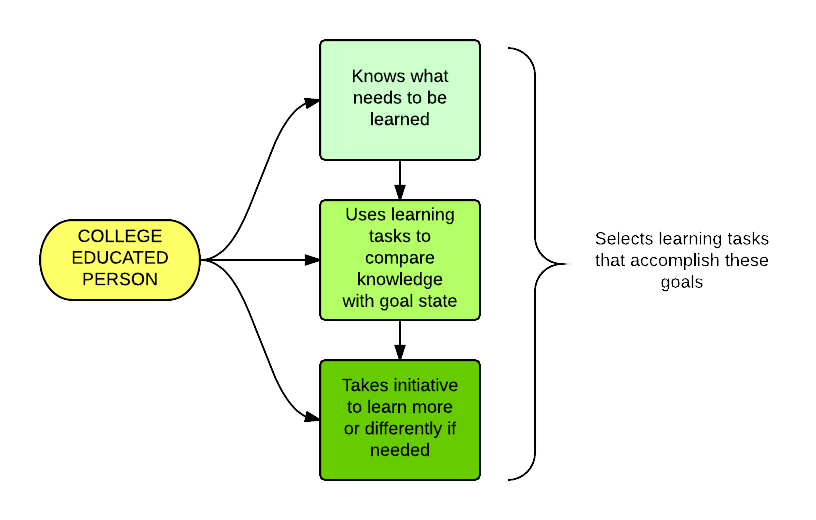 Knows what
needs to be
learned
COLLEGE
EDUCATED
PERSON
Uses learning
tasks to
compare
knowledge
with goal state
Takes initiative
to learn more
or differently if
needed
Selects learning tasks
that accomplish these
goals